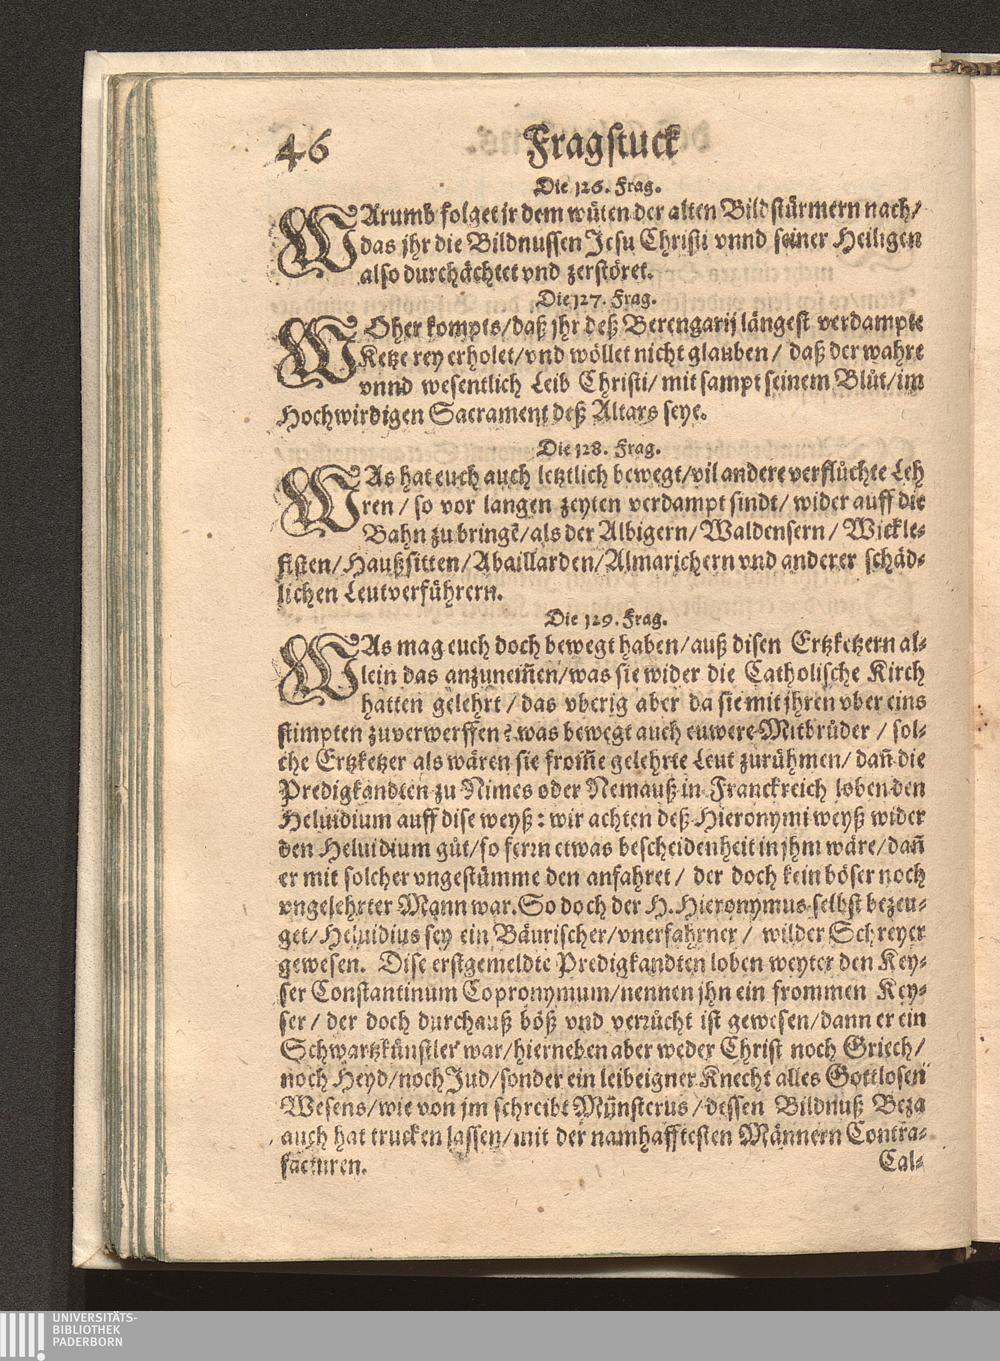 46 Fragstuck
Die 126. Frag.
WArumb folget jr dem wüten der alten Bildstürmern nach/
das jhr die Bildnussen Jesu Christi vnnd seiner Heiligen
also durchächtet vnd zerstöret.
Die 127. Frag.
WOher kompts/daß jhr deß Berengarij längest verdampte
Ketzerey erholet/vnd wöllet nicht glauben/ daß der wahre
vnnd wesentlich Leib Christi/ mit sampt seinem Blůt/im
Hochwirdigen Sacrament deß Altars seye.
Die 128. Frag.
WAs hat euch auch letztlich bewegt/vil andere verflůchte Leh
ren/ so vor langen zeyten verdampt sindt/ wider auff die
Bahn zu bringē/als der Albigern/Waldensern/ Wickle-
fisten/Haußsitten/Abaillarden/Almarichern vnd anderer schäd-
lichen Leutverführern.
Die 129. Frag.
WAs mag euch doch bewegt haben/auß disen Ertzketzern al-
lein das anzunem̄en/was sie wider die Catholische Kirch
hatten gelehrt/ das vberig aber da sie mit jhren vber eins
stimpten zuverwerffen? was bewegt auch euwere Mitbrüder/ sol-
che Ertzketzer als wären sie from̄e gelehrte Leut zurühmen/ dan̄ die
Predigkandten zu Nimes oder Nemauß in Franckreich loben den
Heluidium auff dise weyß: wir achten deß Hieronymi weyß wider
den Heluidium gůt/so ferrn etwas bescheidenheit in jhm wäre/dan̄
er mit solcher vngestümme den anfahret/ der doch kein böser noch
vngelehrter Mann war. So doch der H. Hieronymus selbst bezeu-
get/Heluidius sey ein Bäurischer/vnerfahrner/ wilder Schreyer
gewesen. Dise erstgemeldte Predigkandten loben weyter den Key-
ser Constantinum Copronymum/nennen jhn ein frommen Key-
ser/ der doch durchauß böß vnd verrücht ist gewesen/dann er ein
Schwartzkünstler war/hierneben aber weder Christ noch Griech/
noch Heyd/noch Jud/sonder ein leibeigner Knecht alles Gottlosen
Wesens/wie von jm schreibt Münsterus/dessen Bildnuß Beza
auch hat trucken lassen/mit der namhafftesten Männern Contra-
facturen. Cal-
UNIVERSITÄTS-
BIBLIOTHEK
PADERBORN